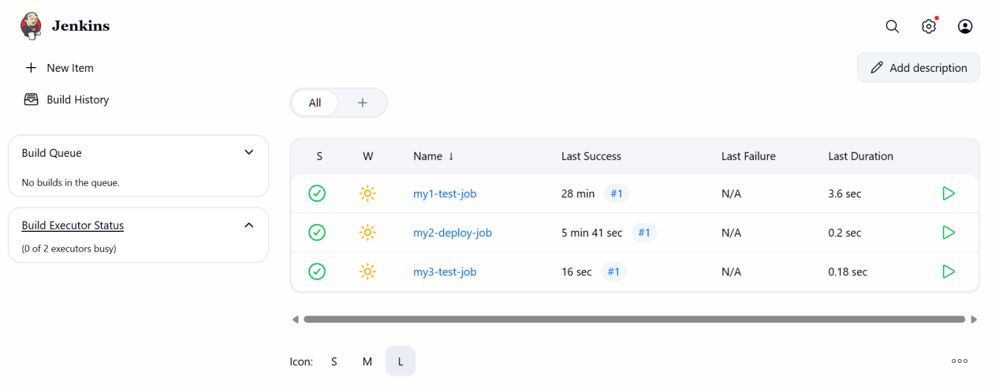 Jenkins
New Item
Add description
Build History
All
Build Queue
No builds in the queue.
Build Executor Status
(0 of 2 executors busy)
S W Name ↓ Last Success Last Failure Last Duration
my1-test-job 28 min #1 N/A 3.6 sec
my2-deploy-job 5 min 41 sec #1 N/A 0.2 sec
my3-test-job 16 sec #1 N/A 0.18 sec
Icon: S M L